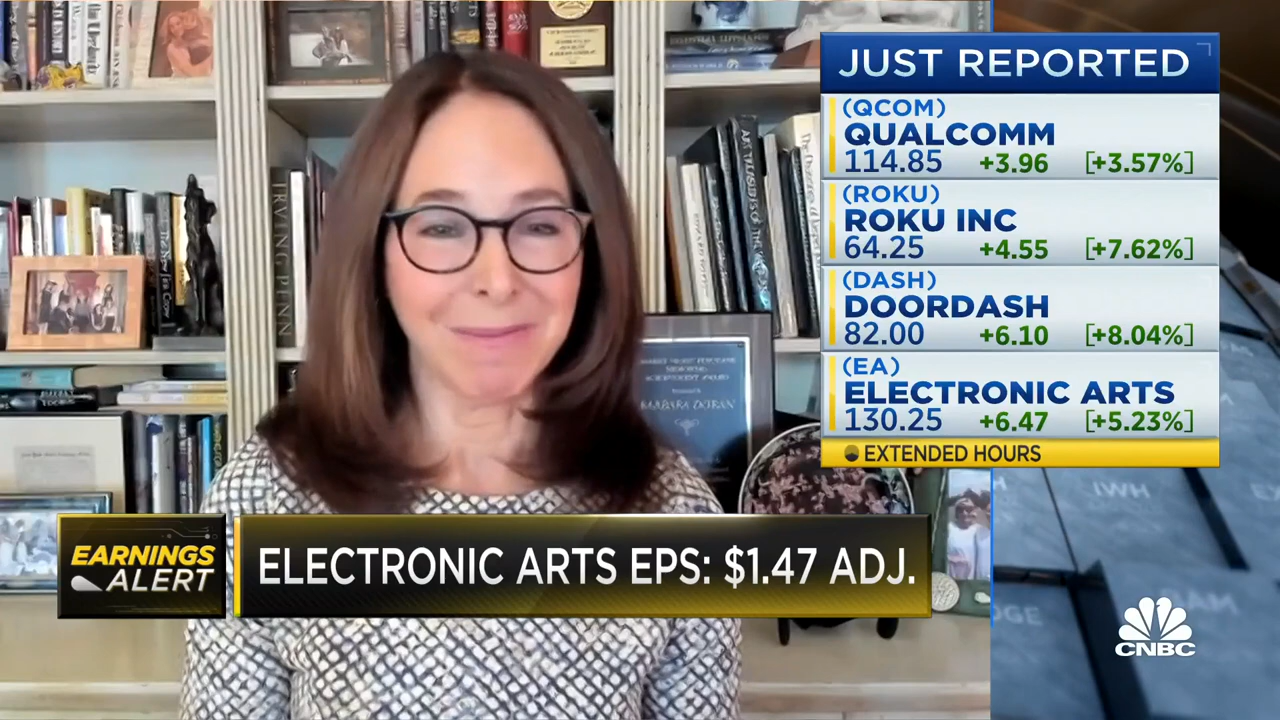 JUST REPORTED
(QCOM)
QUALCOMM
114.85 +3.96 [+3.57%]
(ROKU)
ROKU INC
64.25 +4.55 [+7.62%]
(DASH)
DOORDASH
82.00 +6.10 [+8.04%]
(EA)
ELECTRONIC ARTS
130.25 +6.47 [+5.23%]
EXTENDED HOURS
EARNINGS
ALERT
ELECTRONIC ARTS EPS: $1.47 ADJ.
CNBC
IRVING PENN
IWH